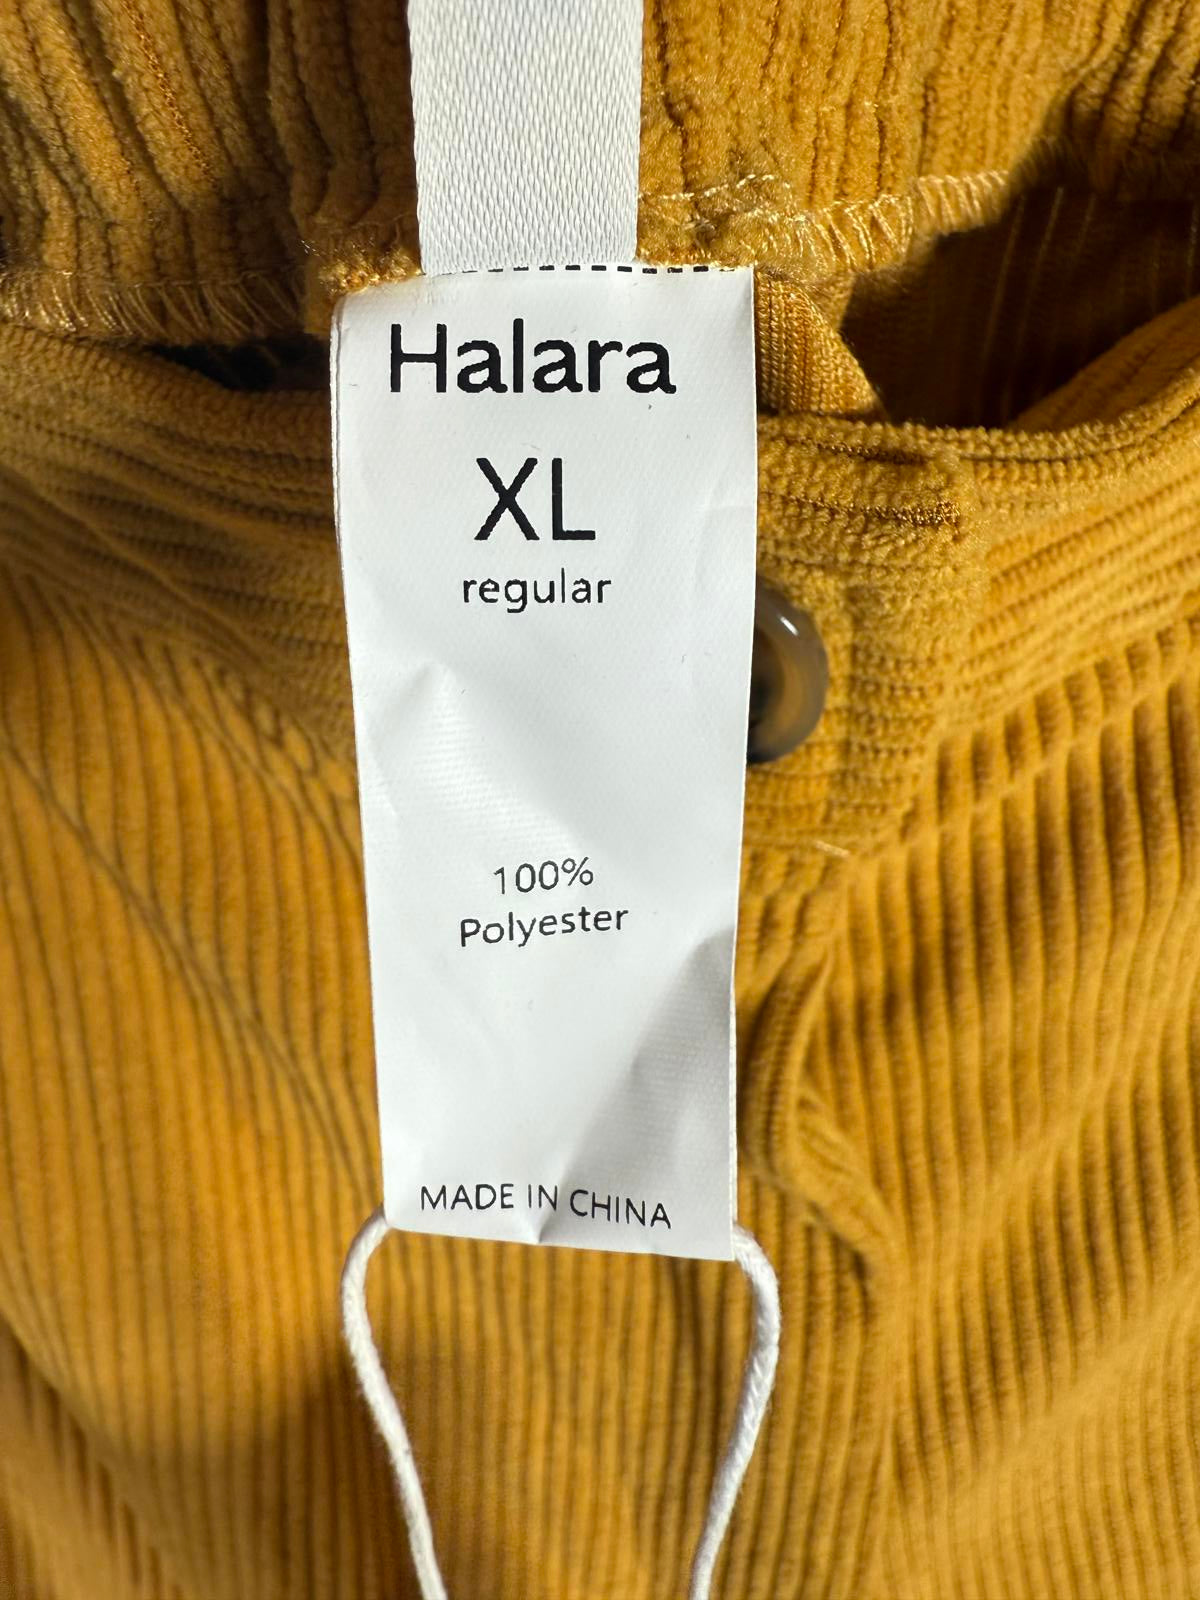 Halara
XL
regular
100%
Polyester
MADE IN CHINA